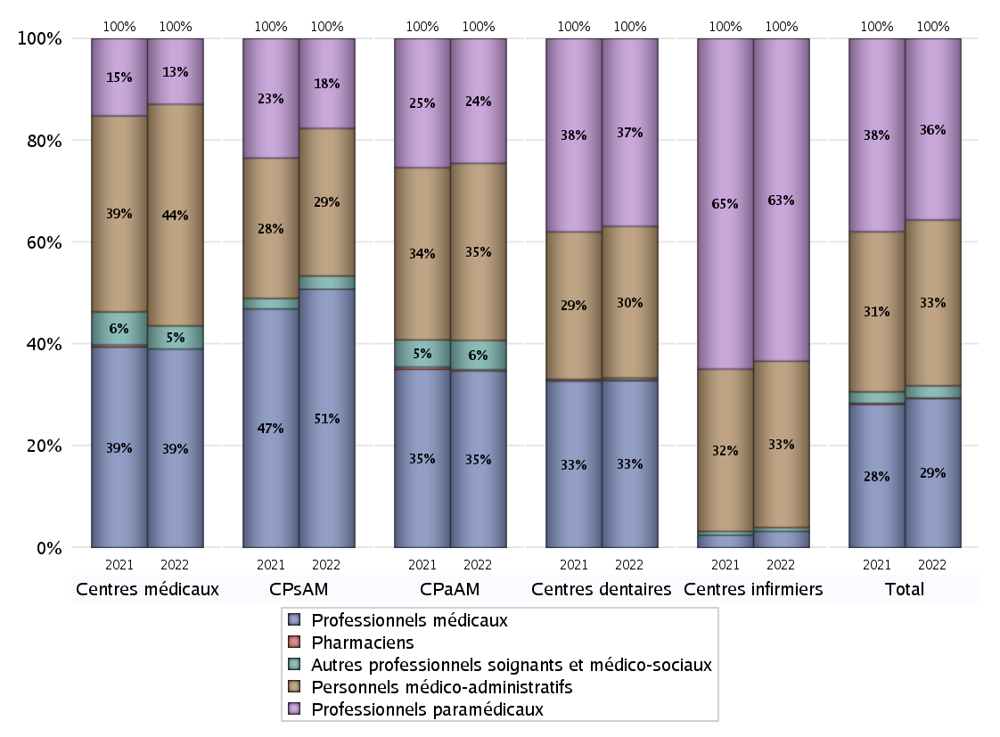 100% 100% 100% 100% 100% 100% 100% 100% 100% 100% 100% 100%
100%
15% 13% 23% 18% 25% 24% 38% 37% 65% 63% 38% 36%
80%
39% 44% 28% 29% 34% 35% 29% 30% 32% 33% 31% 33%
60%
6% 5% 5% 6%
40%
39% 39% 47% 51% 35% 35% 33% 33% 28% 29%
20%
0%
2021 2022 2021 2022 2021 2022 2021 2022 2021 2022 2021 2022
Centres médicaux CPsAM CPaAM Centres dentaires Centres infirmiers Total
Professionnels médicaux
Pharmaciens
Autres professionnels soignants et médico-sociaux
Personnels médico-administratifs
Professionnels paramédicaux